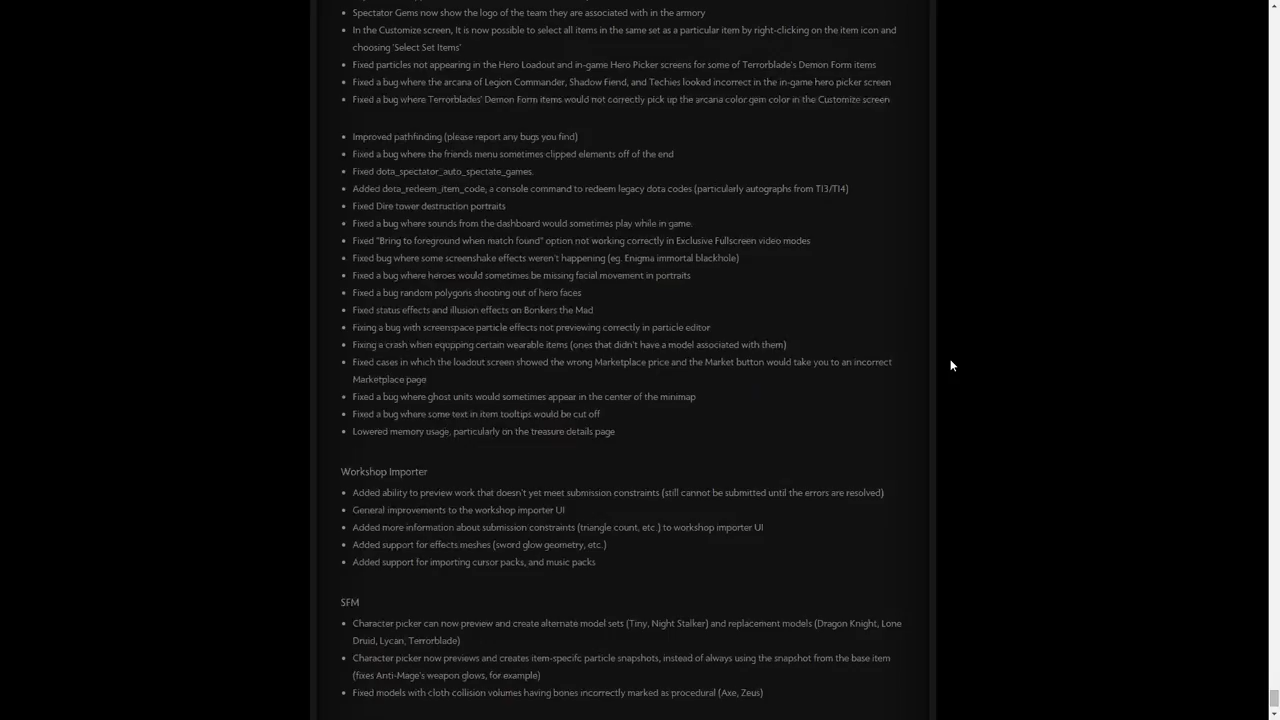 Spectator Gems now show the logo of the team they are associated with in the armory
In the Customize screen, It is now possible to select all items in the same set as a particular item by right-clicking on the item icon and
choosing 'Select Set Items'
Fixed particles not appearing in the Hero Loadout and in-game Hero Picker screens for some of Terrorblade's Demon Form items
Fixed a bug where the arcana of Legion Commander, Shadow Fiend, and Techies looked incorrect in the in-game hero picker screen
Fixed a bug where Terrorblades' Demon Form items would not correctly pick up the arcana color gem color in the Customize screen
Improved pathfinding (please report any bugs you find)
Fixed a bug where the friends menu sometimes clipped elements off of the end
Fixed dota_spectator_auto_spectate_games.
Added dota_redeem_item_code, a console command to redeem legacy dota codes (particularly autographs from TI3/TI4)
Fixed Dire tower destruction portraits
Fixed a bug where sounds from the dashboard would sometimes play while in game.
Fixed "Bring to foreground when match found" option not working correctly in Exclusive Fullscreen video modes
Fixed bug where some screenshake effects weren't happening (eg. Enigma immortal blackhole)
Fixed a bug where heroes would sometimes be missing facial movement in portraits
Fixed a bug random polygons shooting out of hero faces
Fixed status effects and illusion effects on Bonkers the Mad
Fixing a bug with screenspace particle effects not previewing correctly in particle editor
Fixing a crash when equpping certain wearable items (ones that didn't have a model associated with them)
Fixed cases in which the loadout screen showed the wrong Marketplace price and the Market button would take you to an incorrect
Marketplace page
Fixed a bug where ghost units would sometimes appear in the center of the minimap
Fixed a bug where some text in item tooltips would be cut off
Lowered memory usage, particularly on the treasure details page
Workshop Importer
Added ability to preview work that doesn't yet meet submission constraints (still cannot be submitted until the errors are resolved)
General improvements to the workshop importer UI
Added more information about submission constraints (triangle count, etc.) to workshop importer UI
Added support for effects meshes (sword glow geometry, etc.)
Added support for importing cursor packs, and music packs
SFM
Character picker can now preview and create alternate model sets (Tiny, Night Stalker) and replacement models (Dragon Knight, Lone
Druid, Lycan, Terrorblade)
Character picker now previews and creates item-specifc particle snapshots, instead of always using the snapshot from the base item
(fixes Anti-Mage's weapon glows, for example)
Fixed models with cloth collision volumes having bones incorrectly marked as procedural (Axe, Zeus)